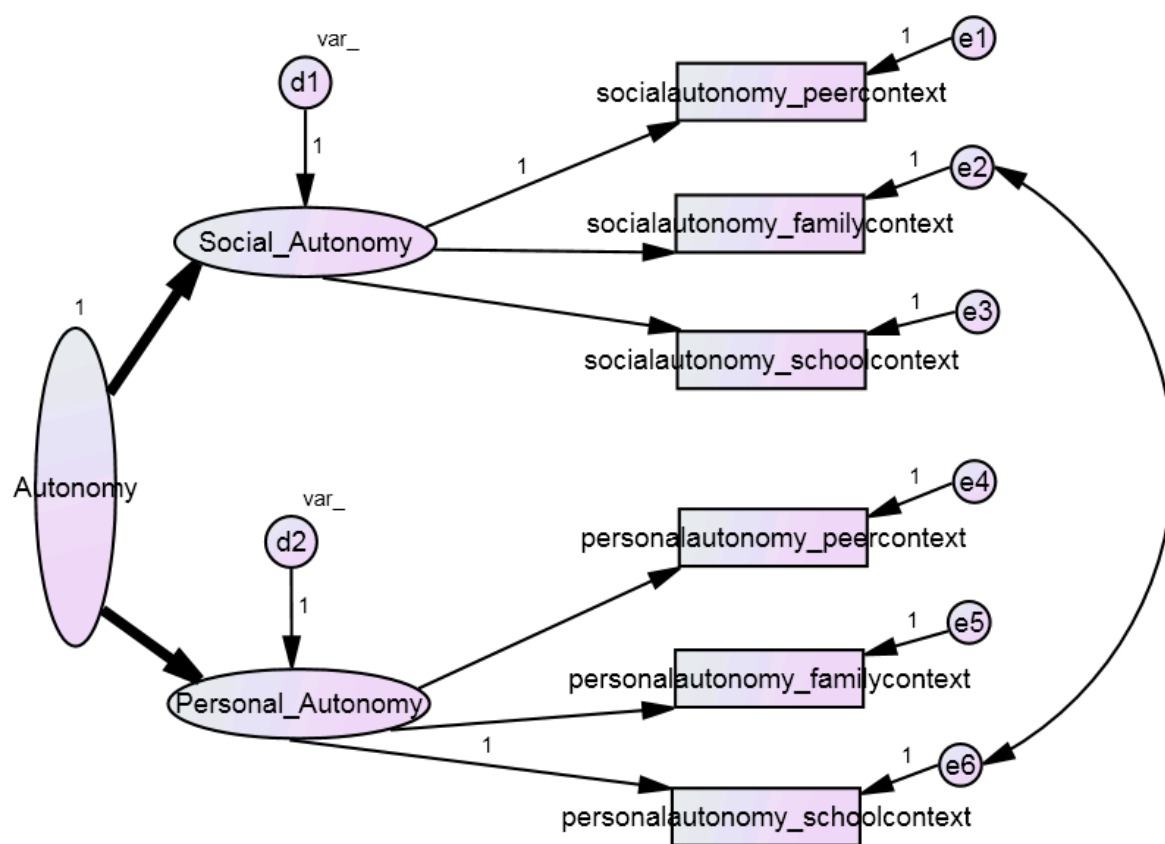 var_
d1
1
1
e1
socialautonomy_peercontext
1
1
e2
socialautonomy_familycontext
Social_Autonomy
1
e3
socialautonomy_schoolcontext
1
Autonomy
var_
d2
1
1
e4
personalautonomy_peercontext
1
e5
personalautonomy_familycontext
Personal_Autonomy
1
1
e6
personalautonomy_schoolcontext